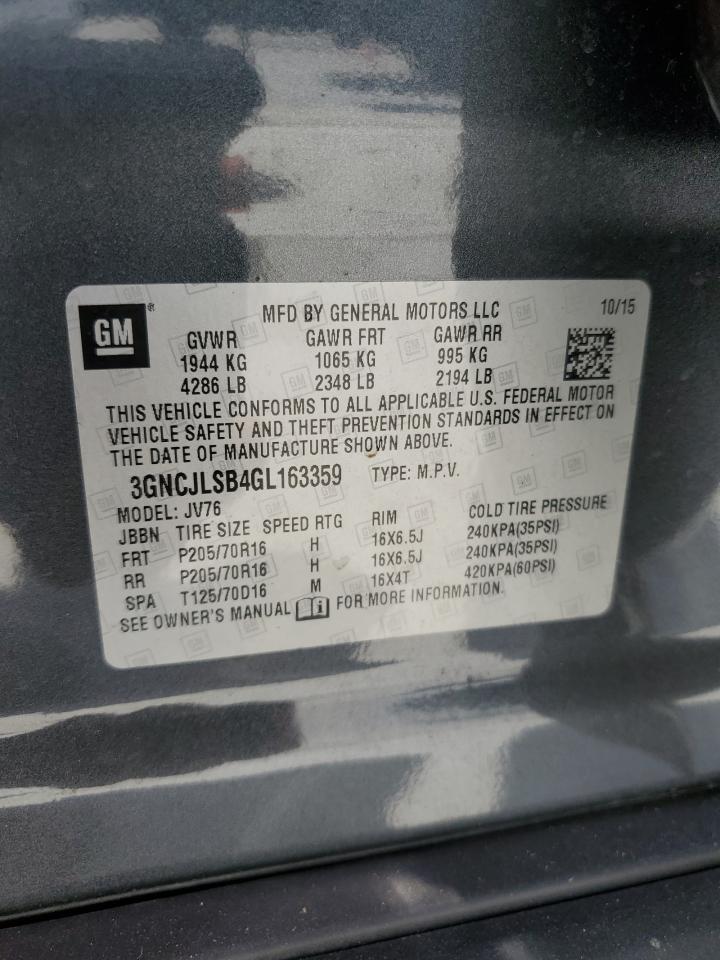 GM ® MFD BY GENERAL MOTORS LLC 10/15
GVWR GAWR FRT GAWR RR
1944 KG 1065 KG 995 KG
4286 LB 2348 LB 2194 LB
THIS VEHICLE CONFORMS TO ALL APPLICABLE U.S. FEDERAL MOTOR
VEHICLE SAFETY AND THEFT PREVENTION STANDARDS IN EFFECT ON
THE DATE OF MANUFACTURE SHOWN ABOVE.
3GNCJLSB4GL163359 TYPE: M.P.V.
MODEL: JV76
JBBN TIRE SIZE SPEED RTG RIM COLD TIRE PRESSURE
FRT P205/70R16 H 16X6.5J 240KPA(35PSI)
RR P205/70R16 H 16X6.5J 240KPA(35PSI)
SPA T125/70D16 M 16X4T 420KPA(60PSI)
SEE OWNER'S MANUAL FOR MORE INFORMATION.